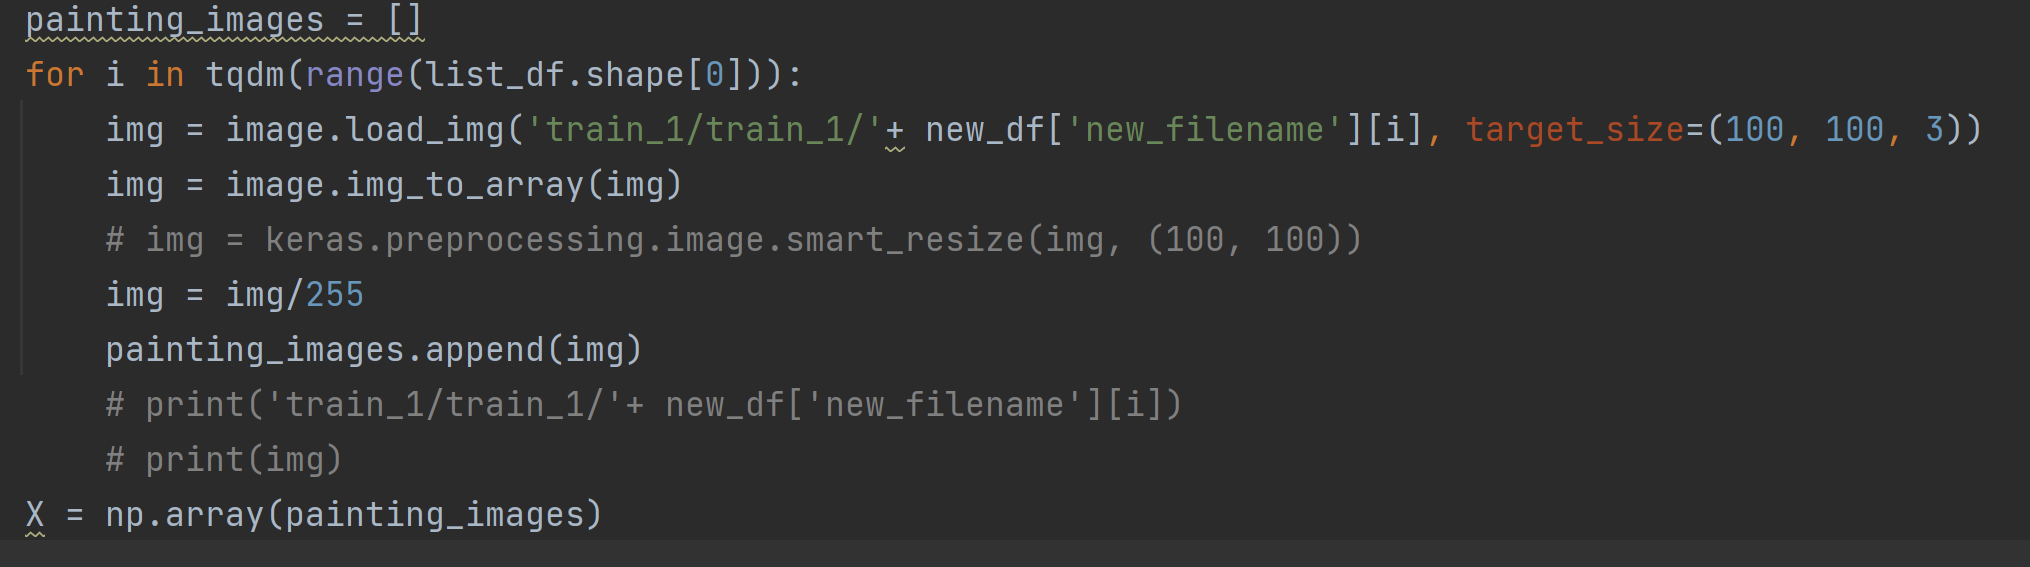 painting_images = []
for i in tqdm(range(list_df.shape[0])):
    img = image.load_img('train_1/train_1/'+ new_df['new_filename'][i], target_size=(100, 100, 3))
    img = image.img_to_array(img)
    # img = keras.preprocessing.image.smart_resize(img, (100, 100))
    img = img/255
    painting_images.append(img)
    # print('train_1/train_1/'+ new_df['new_filename'][i])
    # print(img)
X = np.array(painting_images)